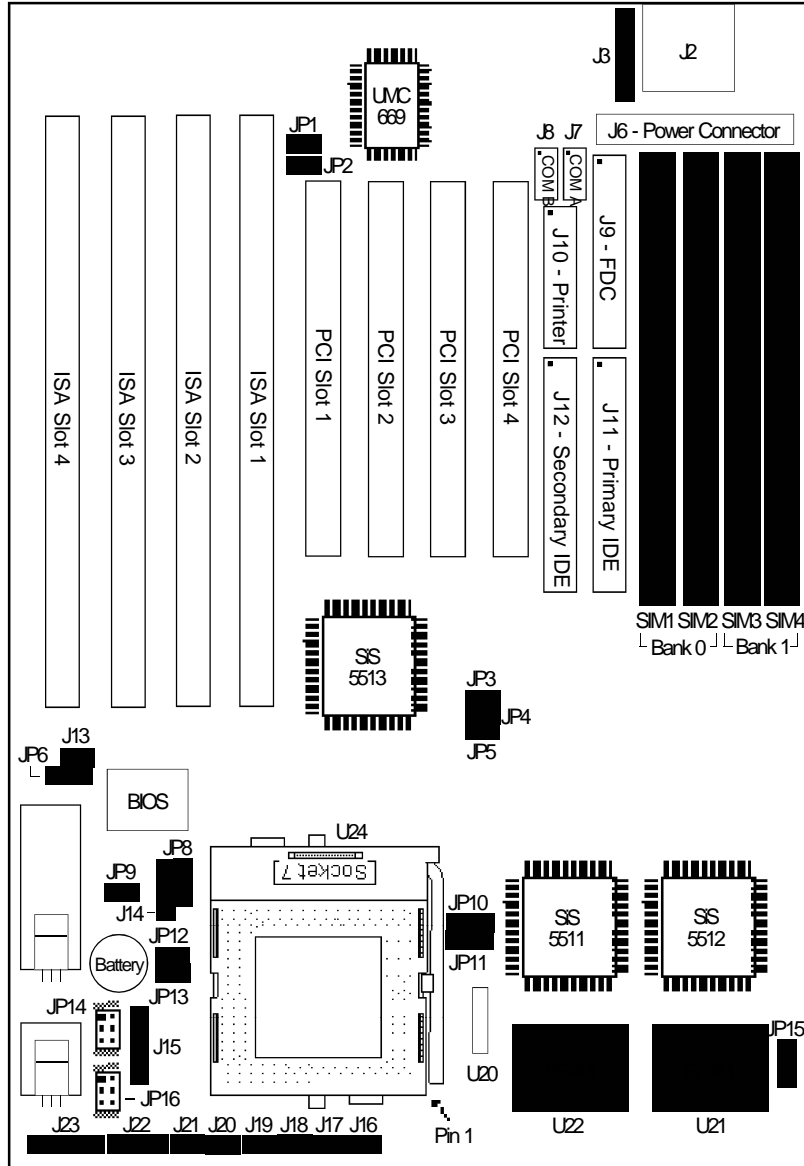 J3
J2
UMC
669
J6 - Power Connector
JP1
JP2
J8
J7
COM B
COM A
J10 - Printer
J9 - FDC
ISA Slot 4
ISA Slot 3
ISA Slot 2
ISA Slot 1
PCI Slot 1
PCI Slot 2
PCI Slot 3
PCI Slot 4
J12 - Secondary IDE
J11 - Primary IDE
SIM1 SIM2 SIM3 SIM4
Bank 0 Bank 1
SiS
5513
JP3
JP4
JP5
J13
JP6
BIOS
U24
Socket 7
JP8
JP9
J14
JP10
JP11
SiS
5511
SiS
5512
JP12
Battery
JP13
JP14
J15
JP16
U20
JP15
U22
U21
Pin 1
J23 J22 J21 J20 J19 J18 J17 J16